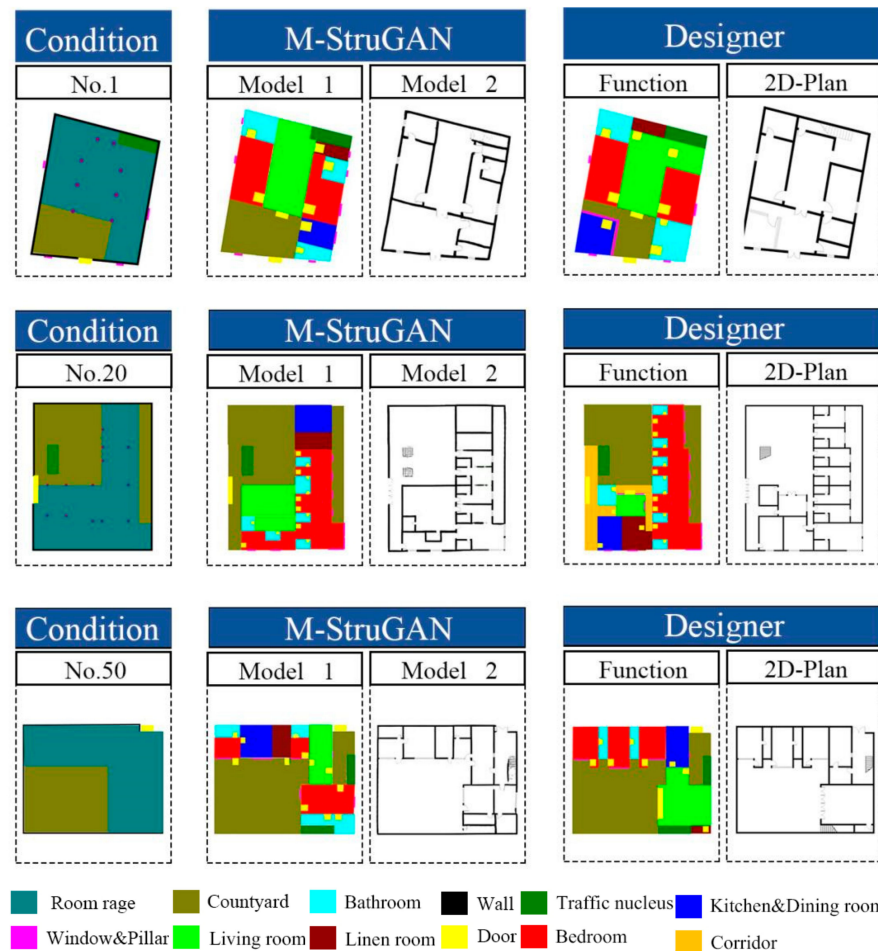 Condition M-StruGAN Designer
No.1 Model 1 Model 2 Function 2D-Plan
Condition M-StruGAN Designer
No.20 Model 1 Model 2 Function 2D-Plan
Condition M-StruGAN Designer
No.50 Model 1 Model 2 Function 2D-Plan
Room rage Courtyard Bathroom Wall Traffic nucleus Kitchen&Dining room
Window&Pillar Living room Linen room Door Bedroom Corridor